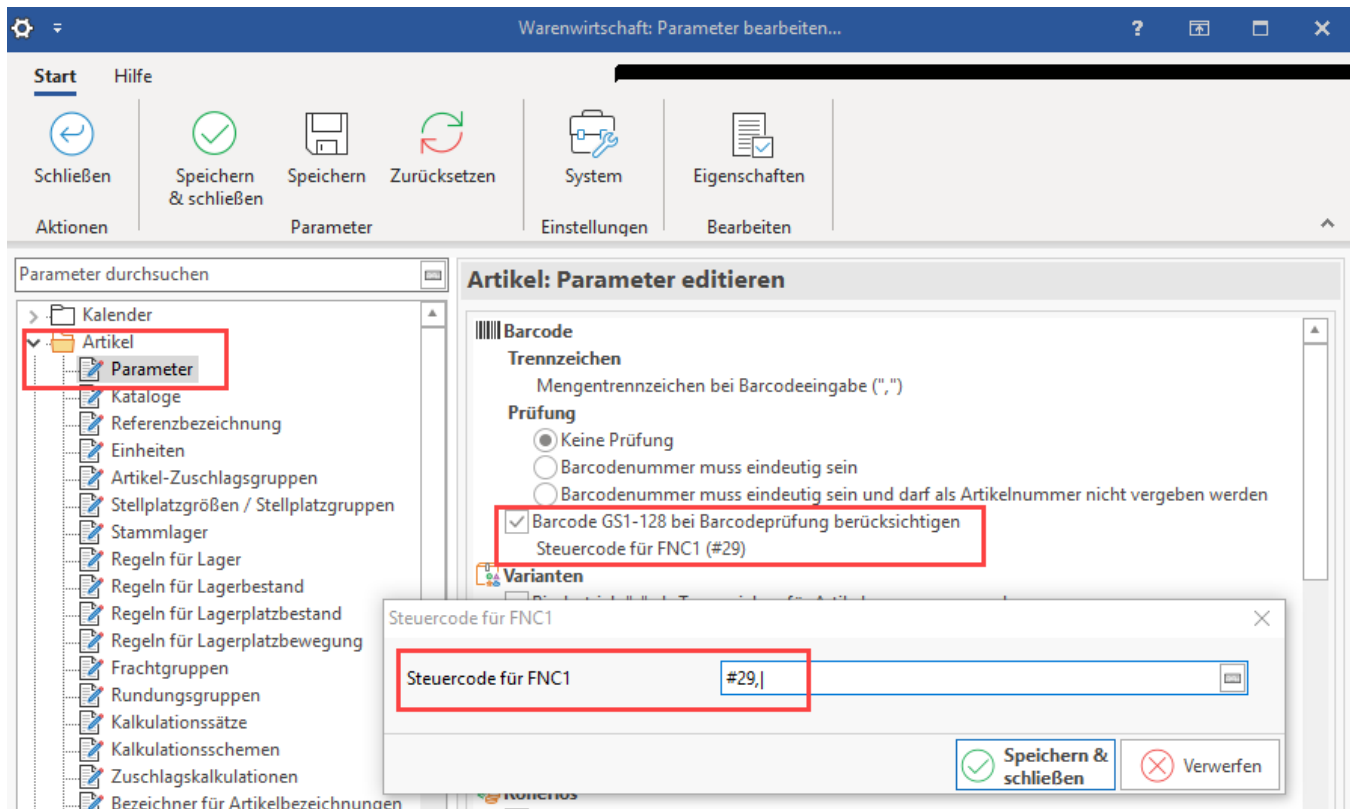 Warenwirtschaft: Parameter bearbeiten...
?
Start Hilfe
Schließen
Speichern
& schließen
Speichern
Zurücksetzen
System
Eigenschaften
Aktionen
Parameter
Einstellungen
Bearbeiten
Parameter durchsuchen
Kalender
Artikel
Parameter
Kataloge
Referenzbezeichnung
Einheiten
Artikel-Zuschlagsgruppen
Stellplatzgrößen / Stellplatzgruppen
Stammlager
Regeln für Lager
Regeln für Lagerbestand
Regeln für Lagerplatzbestand
Regeln für Lagerplatzbewegung
Frachtgruppen
Rundungsgruppen
Kalkulationssätze
Kalkulationsschemen
Zuschlagskalkulationen
Bezeichner für Artikelbezeichnungen
Artikel: Parameter editieren
Barcode
Trennzeichen
Mengentrennzeichen bei Barcodeeingabe (",")
Prüfung
Keine Prüfung
Barcodenummer muss eindeutig sein
Barcodenummer muss eindeutig sein und darf als Artikelnummer nicht vergeben werden
Barcode GS1-128 bei Barcodeprüfung berücksichtigen
Steuercode für FNC1 (#29)
Varianten
Steuercode für FNC1
Steuercode für FNC1
#29,
Speichern &
schließen
Verwerfen